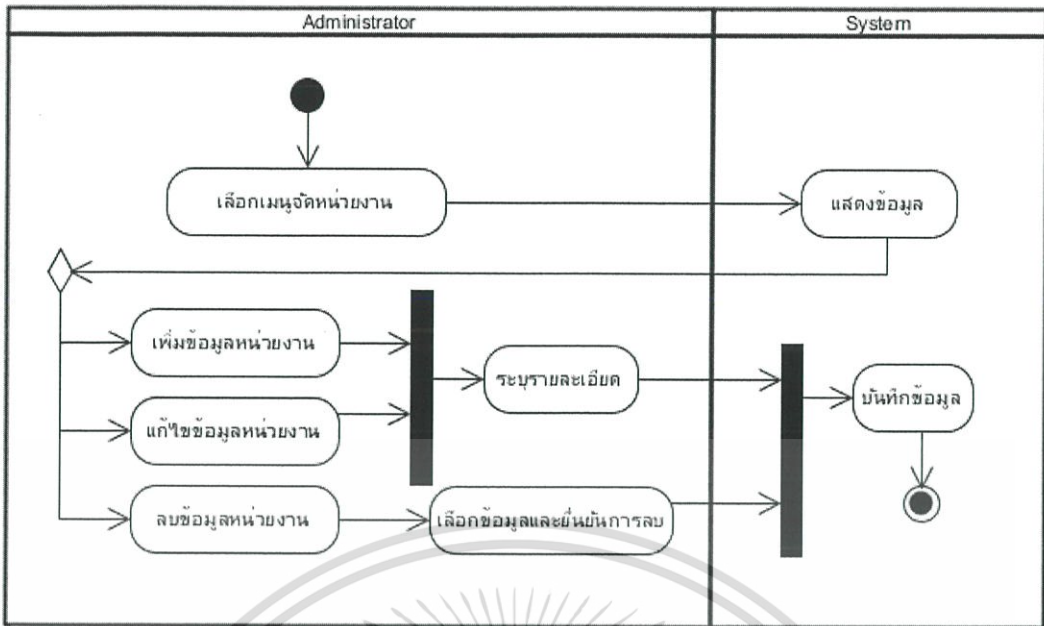 Administrator
System
เลือกเมนูจัดหน่วยงาน
แสดงข้อมูล
เพิ่มข้อมูลหน่วยงาน
ระบุรายละเอียด
บันทึกข้อมูล
แก้ไขข้อมูลหน่วยงาน
ลบข้อมูลหน่วยงาน
เลือกข้อมูลและยืนยันการลบ